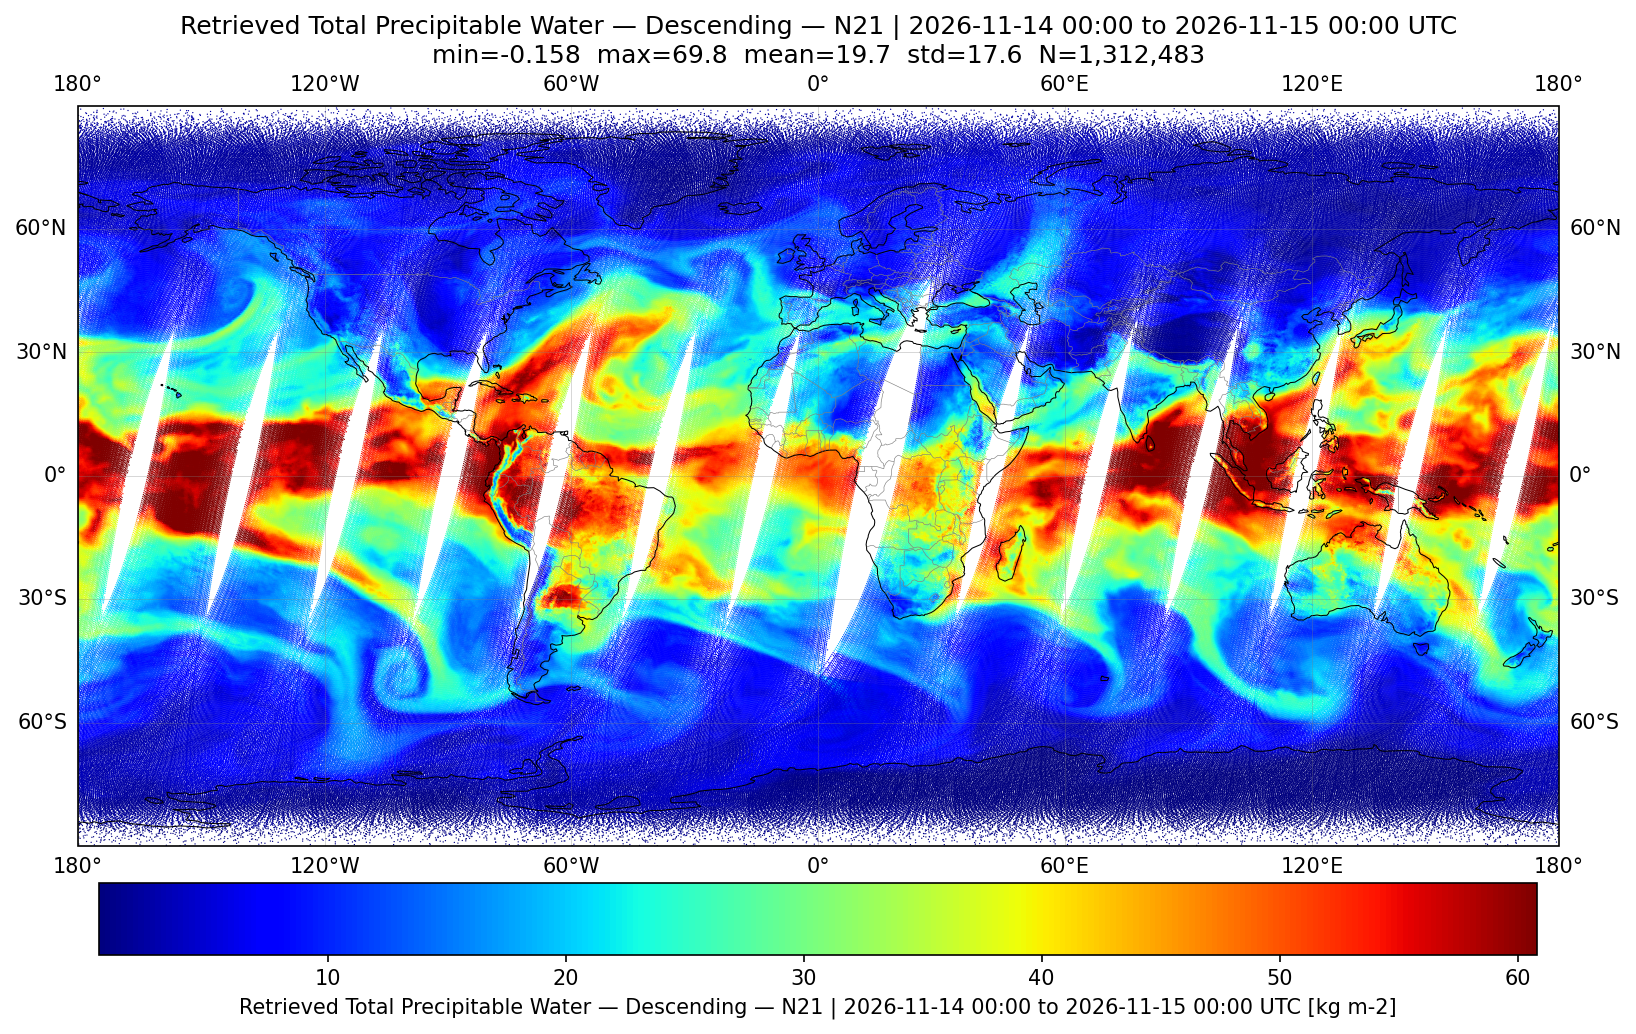 Retrieved Total Precipitable Water — Descending — N21 | 2026-11-14 00:00 to 2026-11-15 00:00 UTC
min=-0.158 max=69.8 mean=19.7 std=17.6 N=1,312,483
180° 120°W 60°W 0° 60°E 120°E 180°
60°N 60°N
30°N 30°N
0° 0°
30°S 30°S
60°S 60°S
180° 120°W 60°W 0° 60°E 120°E 180°
10 20 30 40 50 60
Retrieved Total Precipitable Water — Descending — N21 | 2026-11-14 00:00 to 2026-11-15 00:00 UTC [kg m-2]